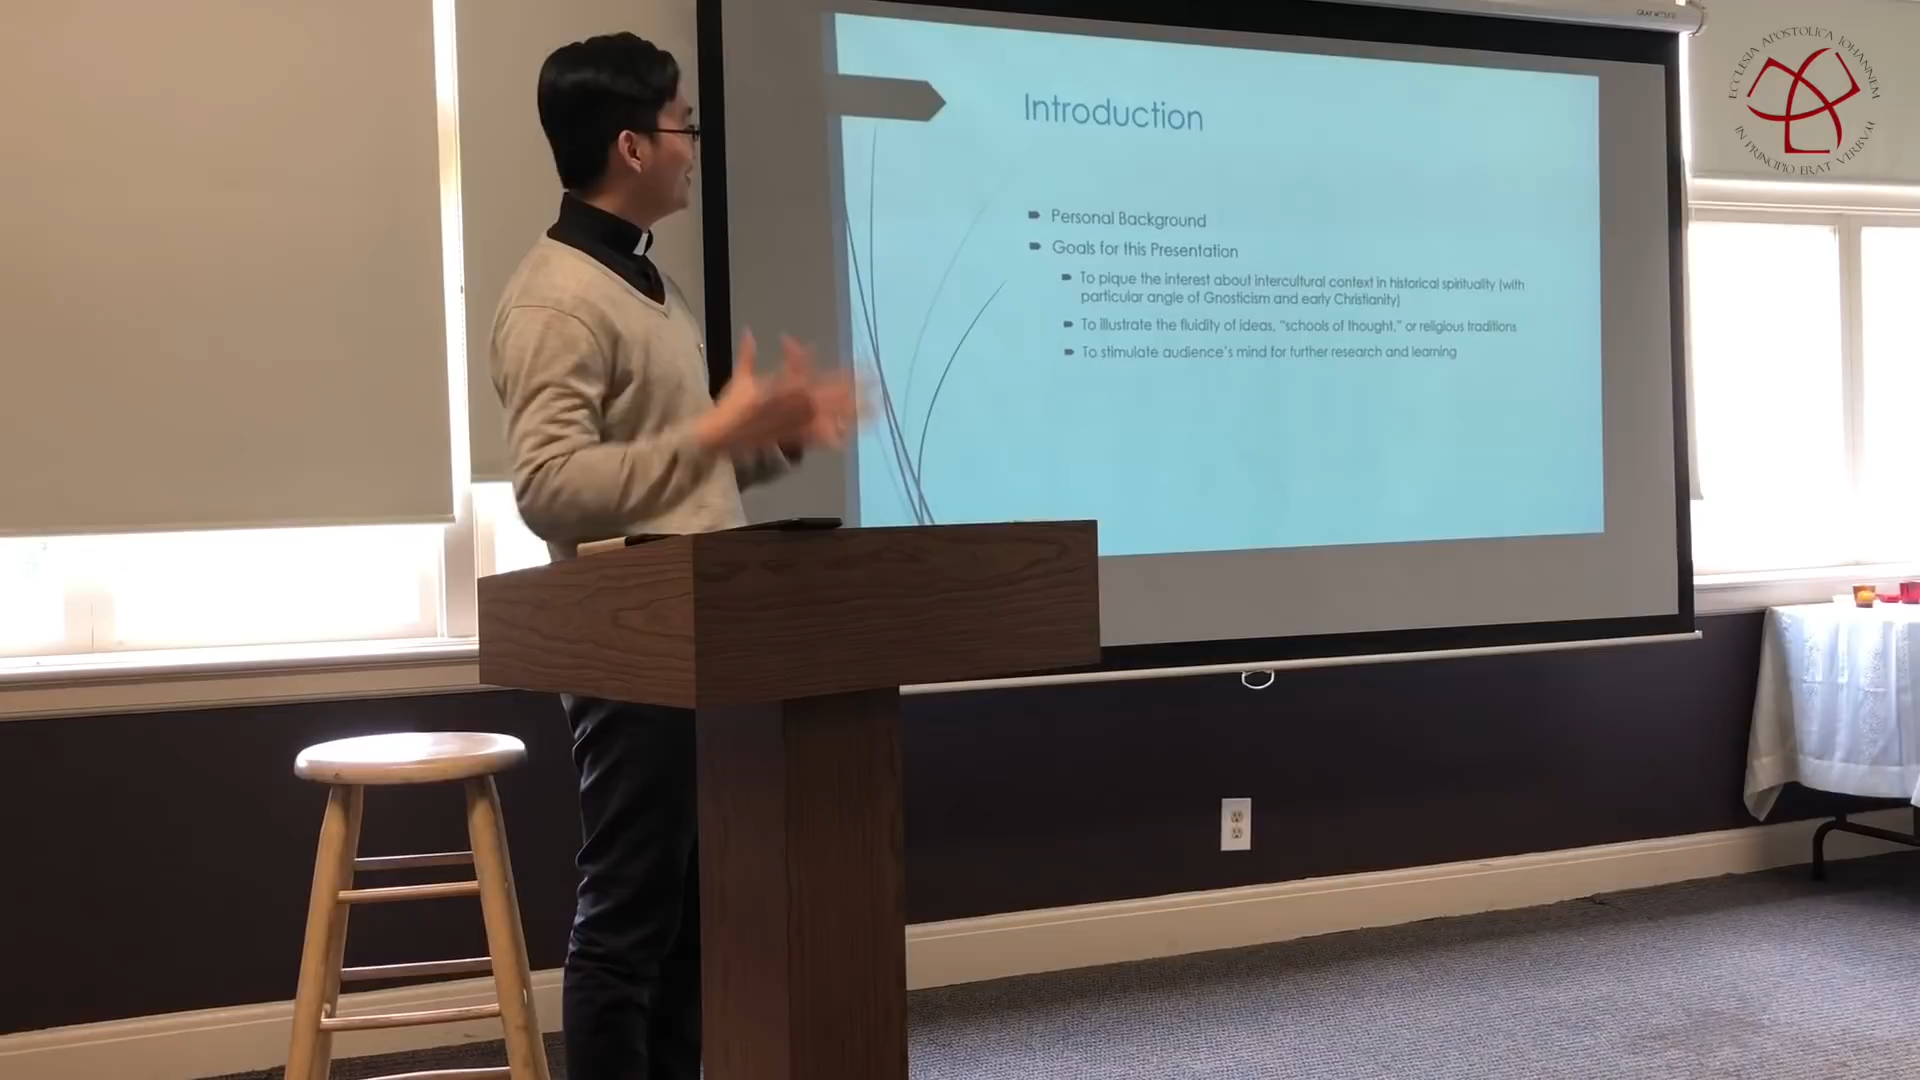 Introduction
Personal Background
Goals for this Presentation
To pique the interest about intercultural context in historical spirituality (with
particular angle of Gnosticism and early Christianity)
To illustrate the fluidity of ideas, “schools of thought,” or religious traditions
To stimulate audience’s mind for further research and learning
ECCLESIA APOSTOLICA IOHANNEM
IN PRINCIPIO ERAT VERBVM